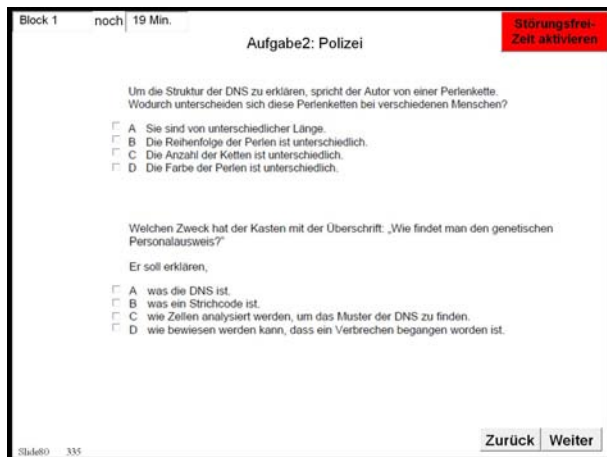 Block 1 noch 19 Min.
Störungsfrei-
Zeit aktivieren
Aufgabe2: Polizei
Um die Struktur der DNS zu erklären, spricht der Autor von einer Perlenkette.
Wodurch unterscheiden sich diese Perlenketten bei verschiedenen Menschen?
A Sie sind von unterschiedlicher Länge.
B Die Reihenfolge der Perlen ist unterschiedlich.
C Die Anzahl der Ketten ist unterschiedlich.
D Die Farbe der Perlen ist unterschiedlich.
Welchen Zweck hat der Kasten mit der Überschrift: „Wie findet man den genetischen
Personalausweis?"
Er soll erklären,
A was die DNS ist.
B was ein Strichcode ist.
C wie Zellen analysiert werden, um das Muster der DNS zu finden.
D wie bewiesen werden kann, dass ein Verbrechen begangen worden ist.
Zurück Weiter
Slide80 335